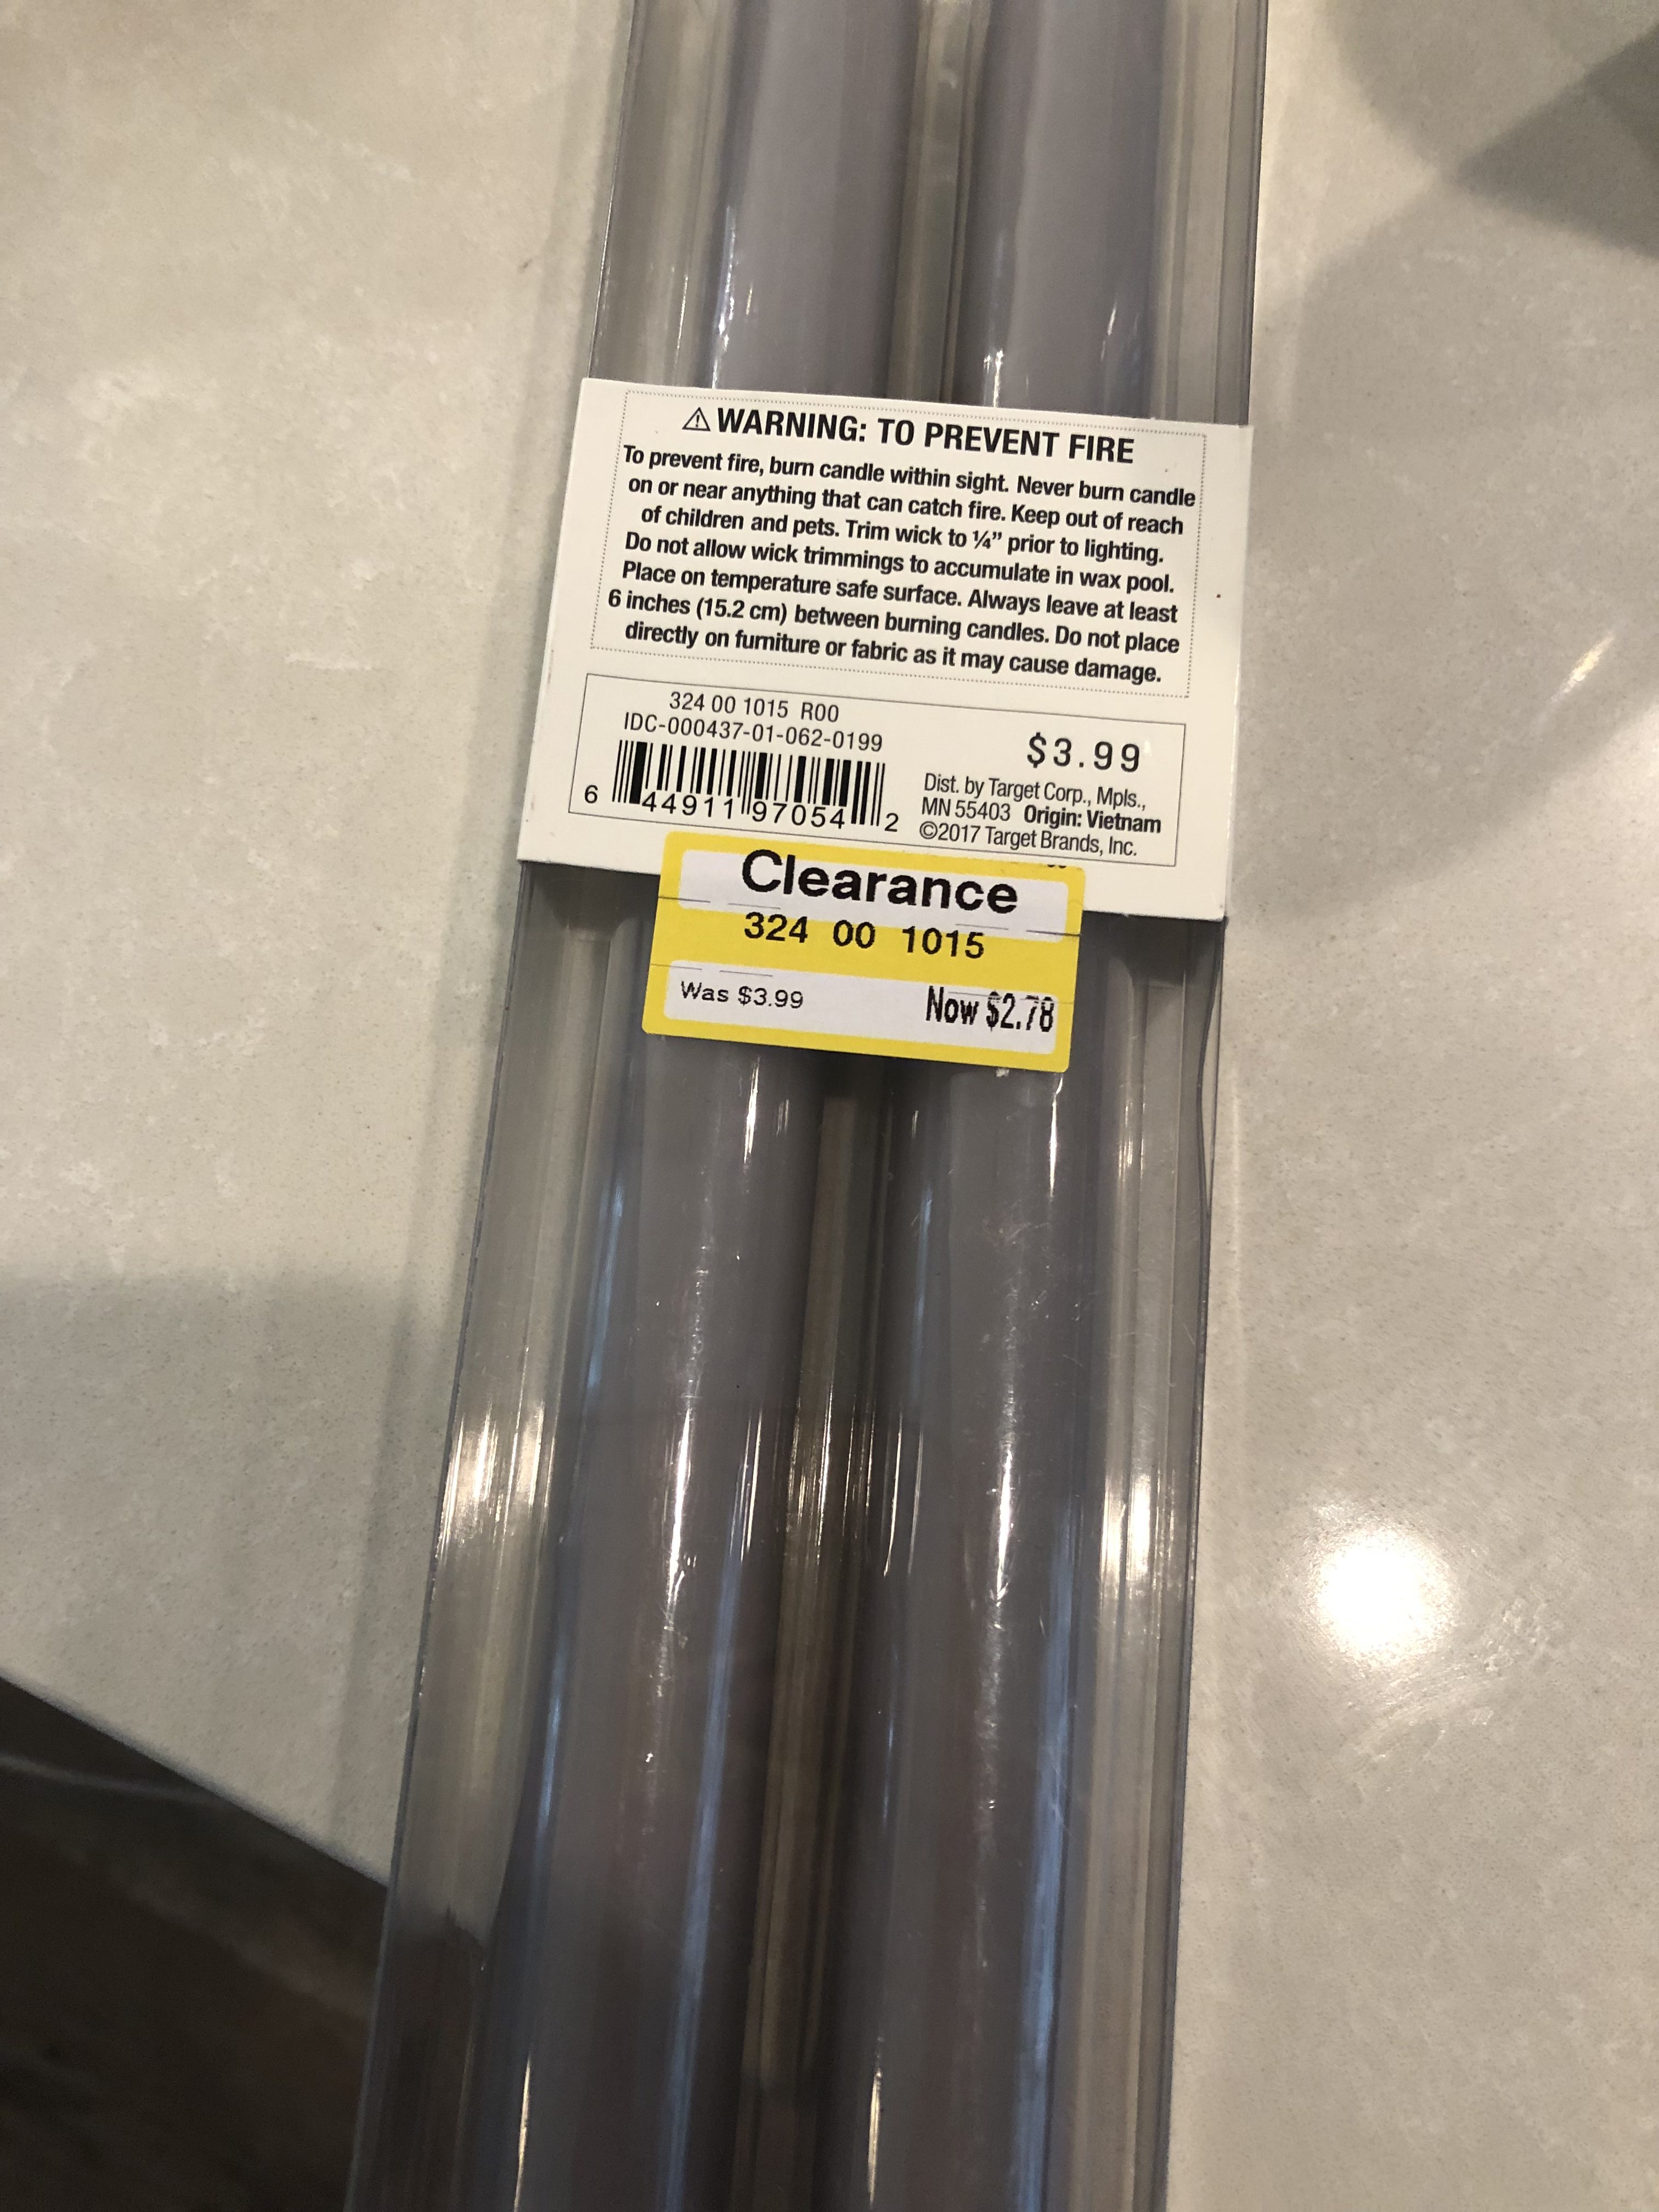 ⚠ WARNING: TO PREVENT FIRE
To prevent fire, burn candle within sight. Never burn candle
on or near anything that can catch fire. Keep out of reach
of children and pets. Trim wick to ¼” prior to lighting.
Do not allow wick trimmings to accumulate in wax pool.
Place on temperature safe surface. Always leave at least
6 inches (15.2 cm) between burning candles. Do not place
directly on furniture or fabric as it may cause damage.
324 00 1015 R00
IDC-000437-01-062-0199
6 44911 97054 2
$3.99
Dist. by Target Corp., Mpls.,
MN 55403 Origin: Vietnam
©2017 Target Brands, Inc.
Clearance
324 00 1015
Was $3.99 Now $2.78